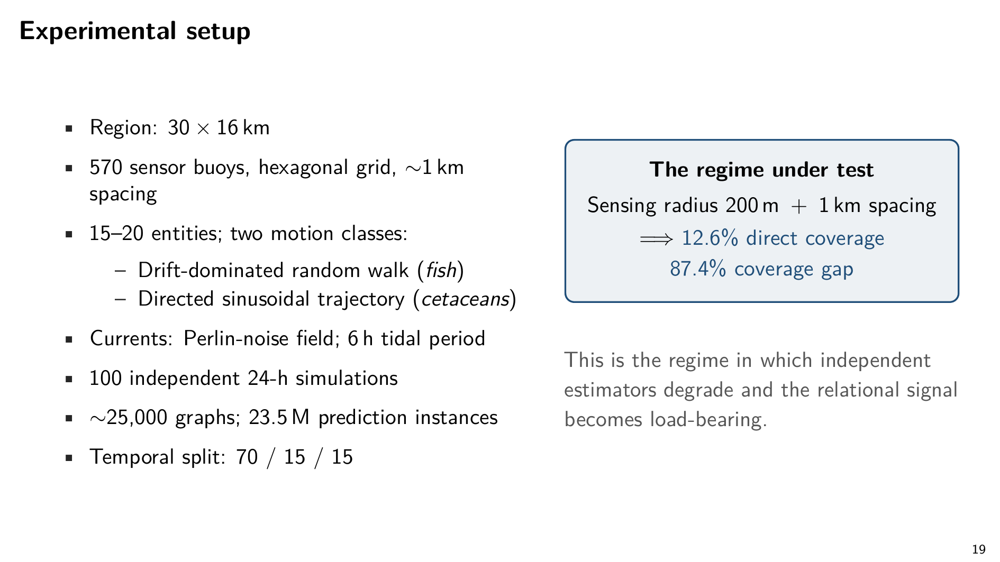 Experimental setup
▪ Region: 30 × 16 km
▪ 570 sensor buoys, hexagonal grid, ∼1 km
spacing
▪ 15–20 entities; two motion classes:
– Drift-dominated random walk (fish)
– Directed sinusoidal trajectory (cetaceans)
▪ Currents: Perlin-noise field; 6 h tidal period
▪ 100 independent 24-h simulations
▪ ∼25,000 graphs; 23.5 M prediction instances
▪ Temporal split: 70 / 15 / 15
The regime under test
Sensing radius 200 m + 1 km spacing
⟹ 12.6% direct coverage
87.4% coverage gap
This is the regime in which independent
estimators degrade and the relational signal
becomes load-bearing.
19